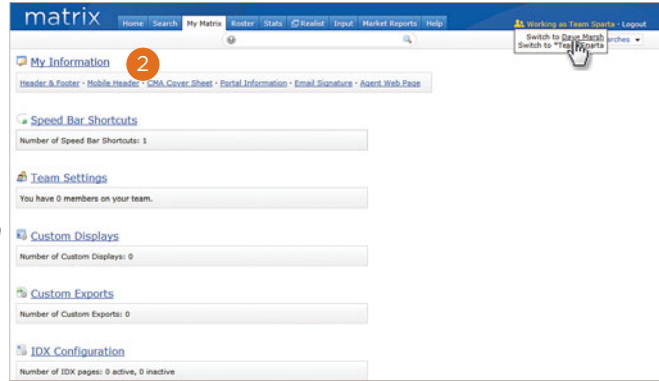 matrix
Home Search My Matrix Roster Stats Realist Input Market Reports Help
Working as Team Sparta - Logout
Switch to Dave Marsh
Switch to "Tea Sparta
arches
My Information
2
Header & Footer - Mobile Header - CMA Cover Sheet - Portal Information - Email Signature - Agent Web Page
Speed Bar Shortcuts
Number of Speed Bar Shortcuts: 1
Team Settings
You have 0 members on your team.
Custom Displays
Number of Custom Displays: 0
Custom Exports
Number of Custom Exports: 0
IDX Configuration
Number of IDX pages: 0 active, 0 inactive